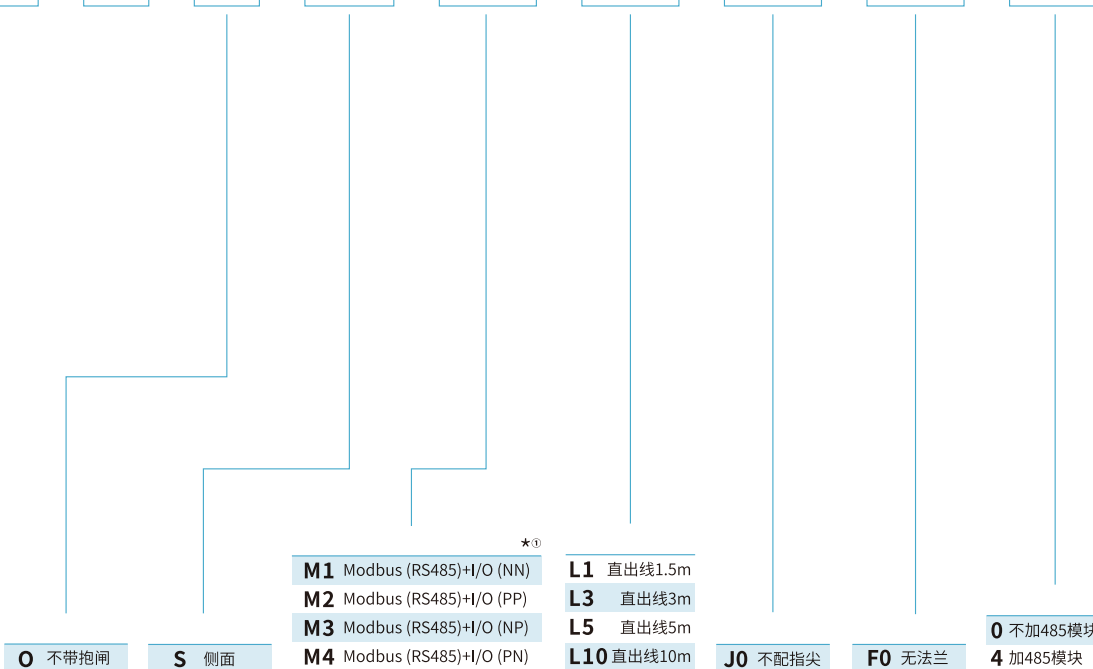 ★①
M1 Modbus (RS485)+I/O (NN)
M2 Modbus (RS485)+I/O (PP)
M3 Modbus (RS485)+I/O (NP)
M4 Modbus (RS485)+I/O (PN)
L1 直出线1.5m
L3 直出线3m
L5 直出线5m
L10 直出线10m
O 不带抱闸
S 侧面
J0 不配指尖
F0 无法兰
0 不加485模块
4 加485模块